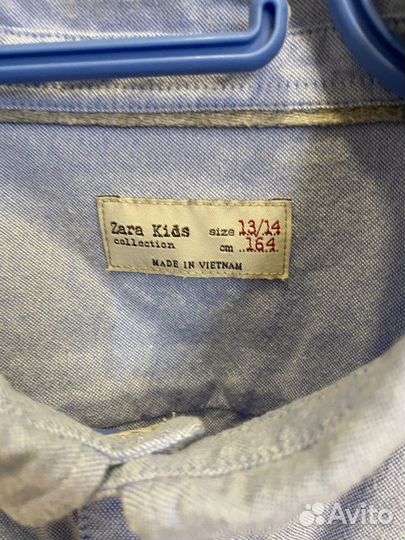 Zara Kids size 13/14
collection cm ..164
MADE IN VIETNAM
Avito